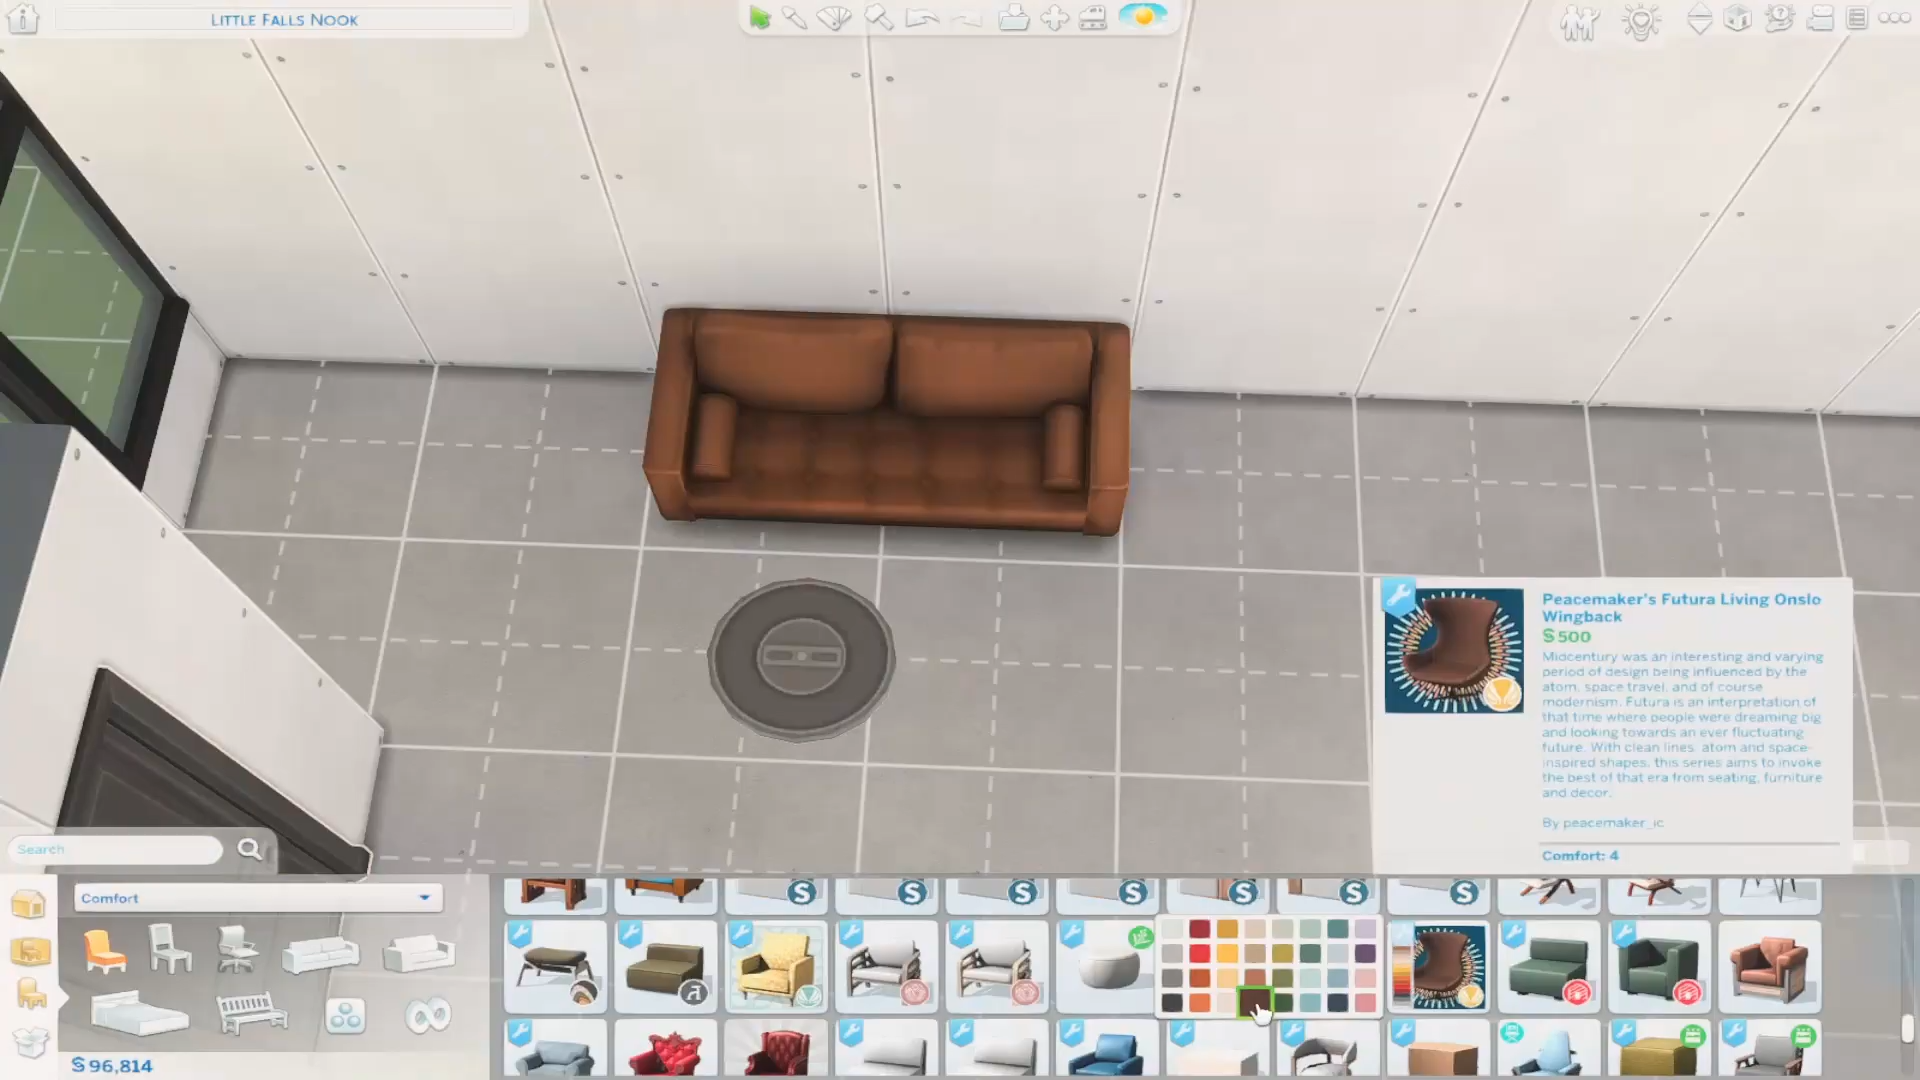 LITTLE FALLS NOOK
Peacemaker's Futura Living Onslo
Wingback
§500
Midcentury was an interesting and varying
period of design being influenced by the
atom, space travel, and of course
modernism. Futura is an interpretation of
that time where people were dreaming big
and looking towards an ever fluctuating
future. With clean lines, atom and space-
inspired shapes, this series aims to invoke
the best of that era from seating, furniture
and decor.
By peacemaker_ic
Comfort: 4
Search
Comfort
§96,814